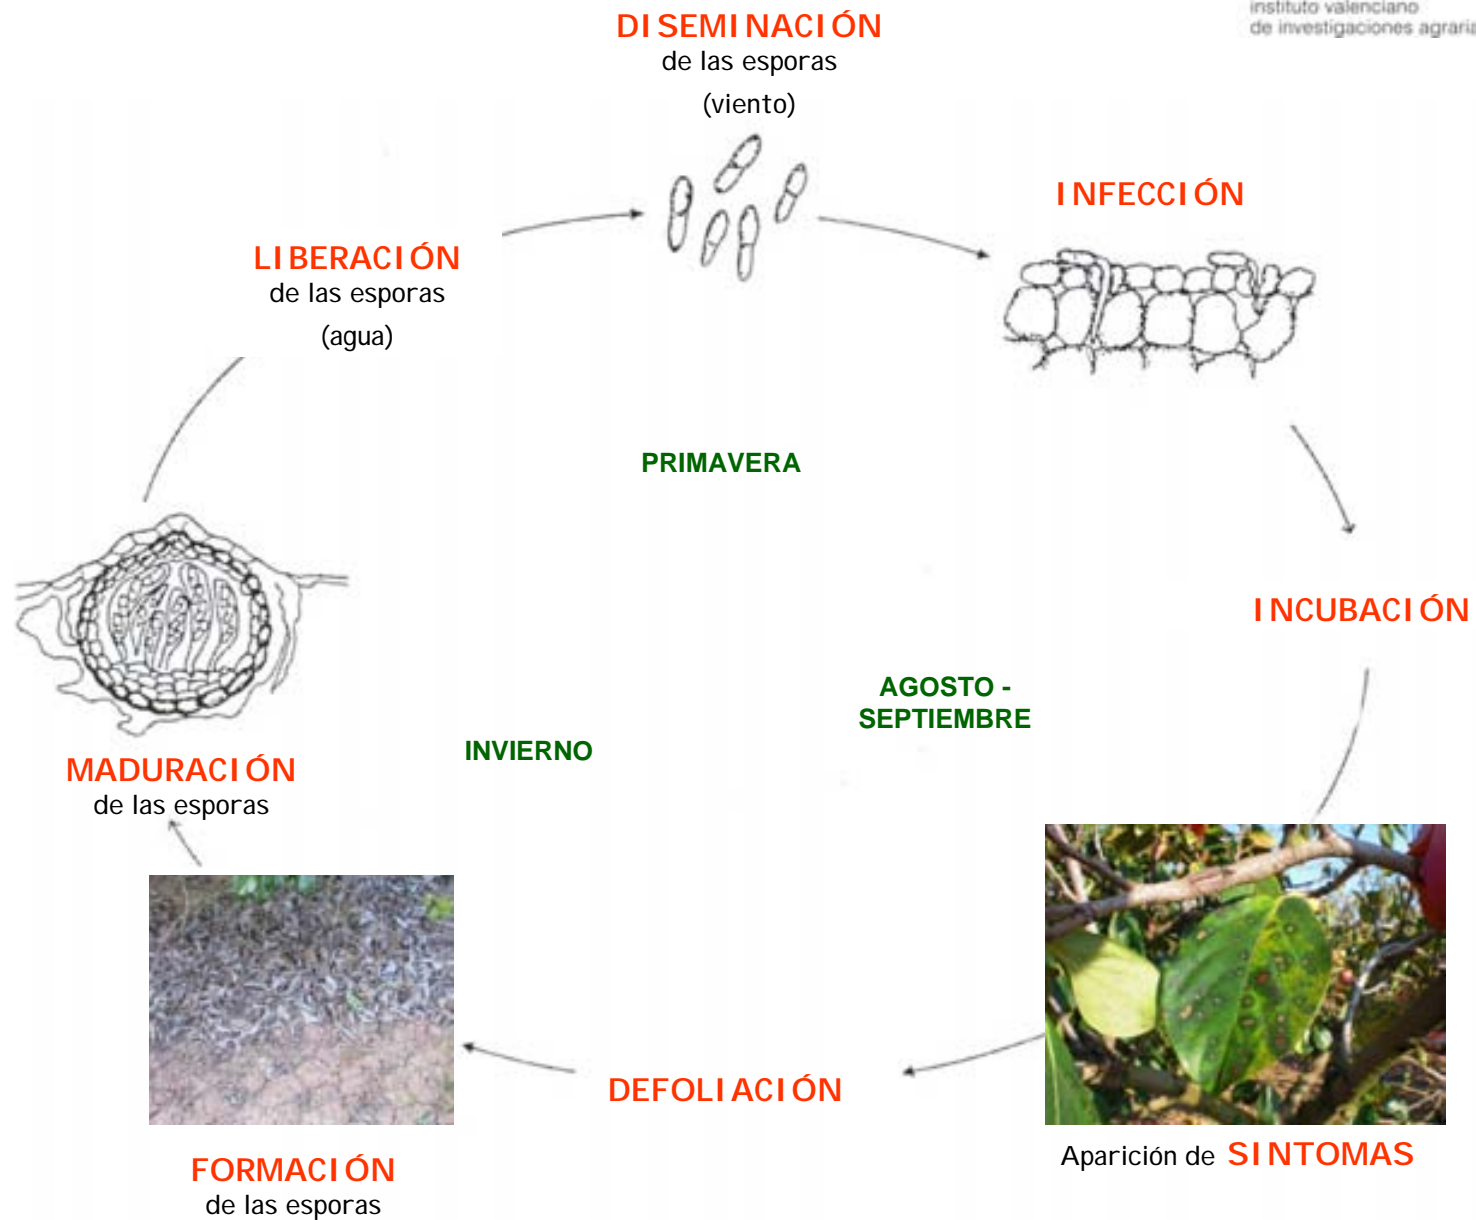 instituto valenciano
de investigaciones agraria
DISEMINACIÓN
de las esporas
(viento)
INFECCIÓN
LIBERACIÓN
de las esporas
(agua)
PRIMAVERA
INCUBACIÓN
AGOSTO -
SEPTIEMBRE
INVIERNO
MADURACIÓN
de las esporas
DEFOLIACIÓN
Aparición de SINTOMAS
FORMACIÓN
de las esporas